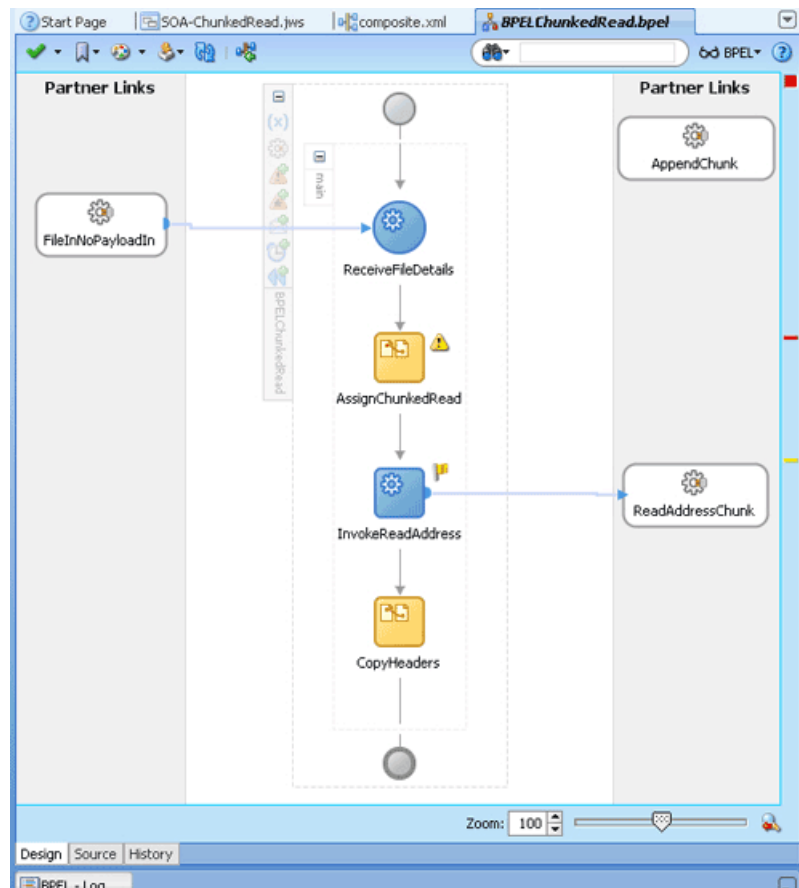 Start Page
SOA-ChunkedRead.jws
composite.xml
BPELChunkedRead.bpel
BPEL
Partner Links
Partner Links
main
AppendChunk
FileInNoPayloadIn
ReceiveFileDetails
BPELChunkedRead
AssignChunkedRead
ReadAddressChunk
InvokeReadAddress
CopyHeaders
Zoom: 100
Design Source History
BPEL - Log